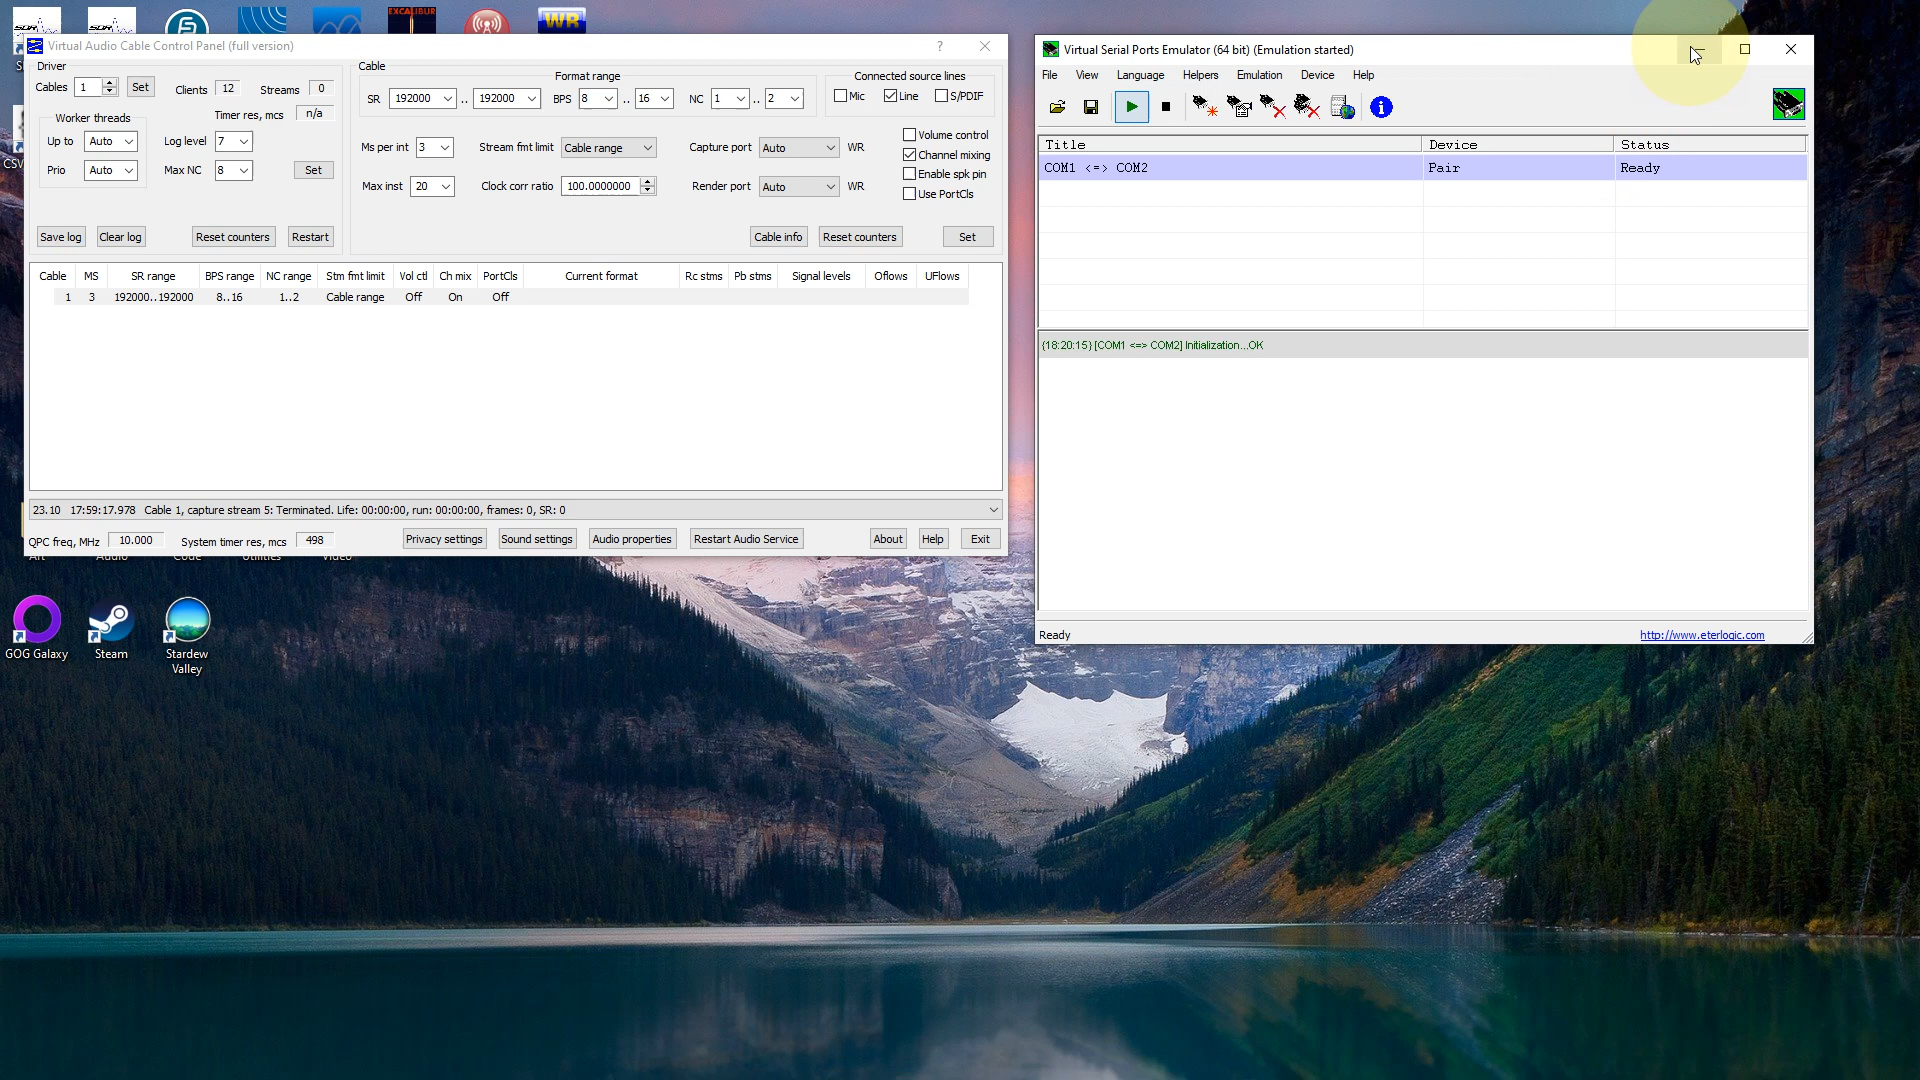 EXCALIBUR
WR
Virtual Audio Cable Control Panel (full version)
?
Driver
Cables 1 Set Clients 12 Streams 0
Timer res, mcs n/a
Worker threads
Up to Auto Log level 7
Prio Auto Max NC 8 Set
Save log Clear log Reset counters Restart
Cable
Format range
SR 192000 .. 192000 BPS 8 .. 16 NC 1 .. 2
Connected source lines
Mic Line S/PDIF
Ms per int 3 Stream fmt limit Cable range Capture port Auto WR
Max inst 20 Clock corr ratio 100.0000000 Render port Auto WR
Volume control
Channel mixing
Enable spk pin
Use PortCls
Cable info Reset counters Set
Cable MS SR range BPS range NC range Stm fmt limit Vol ctl Ch mix PortCls Current format Rc stms Pb stms Signal levels Oflows UFlows
1 3 192000..192000 8..16 1..2 Cable range Off On Off
23.10 17:59:17.978 Cable 1, capture stream 5: Terminated. Life: 00:00:00, run: 00:00:00, frames: 0, SR: 0
QPC freq, MHz 10.000 System timer res, mcs 498 Privacy settings Sound settings Audio properties Restart Audio Service About Help Exit
Art Audio Code Utilities Video
GOG Galaxy
Steam
Stardew
Valley
Virtual Serial Ports Emulator (64 bit) (Emulation started)
File View Language Helpers Emulation Device Help
Title Device Status
COM1 <=> COM2 Pair Ready
{18:20:15} [COM1 <=> COM2] Initialization...OK
Ready http://www.eterlogic.com